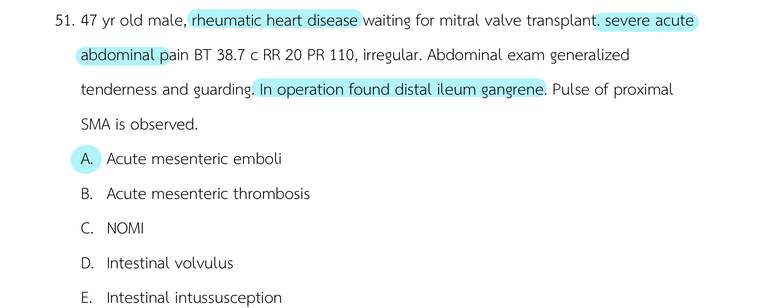 51. 47 yr old male, rheumatic heart disease waiting for mitral valve transplant. severe acute
abdominal pain BT 38.7 c RR 20 PR 110, irregular. Abdominal exam generalized
tenderness and guarding. In operation found distal ileum gangrene. Pulse of proximal
SMA is observed.
A. Acute mesenteric emboli
B. Acute mesenteric thrombosis
C. NOMI
D. Intestinal volvulus
E. Intestinal intussusception